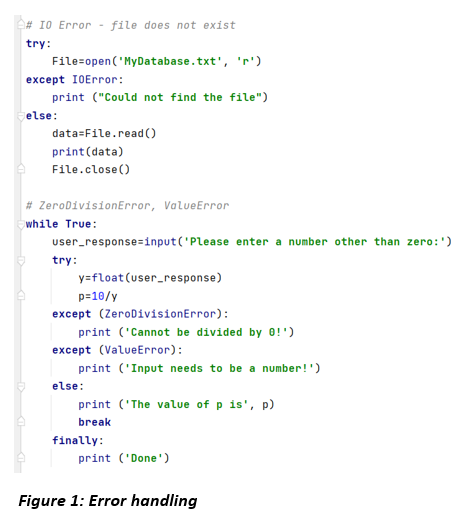 # IO Error - file does not exist
try:
    File=open('MyDatabase.txt', 'r')
except IOError:
    print ("Could not find the file")
else:
    data=File.read()
    print(data)
    File.close()

# ZeroDivisionError, ValueError
while True:
    user_response=input('Please enter a number other than zero:')
    try:
        y=float(user_response)
        p=10/y
    except (ZeroDivisionError):
        print ('Cannot be divided by 0!')
    except (ValueError):
        print ('Input needs to be a number!')
    else:
        print ('The value of p is', p)
        break
    finally:
        print ('Done')

Figure 1: Error handling